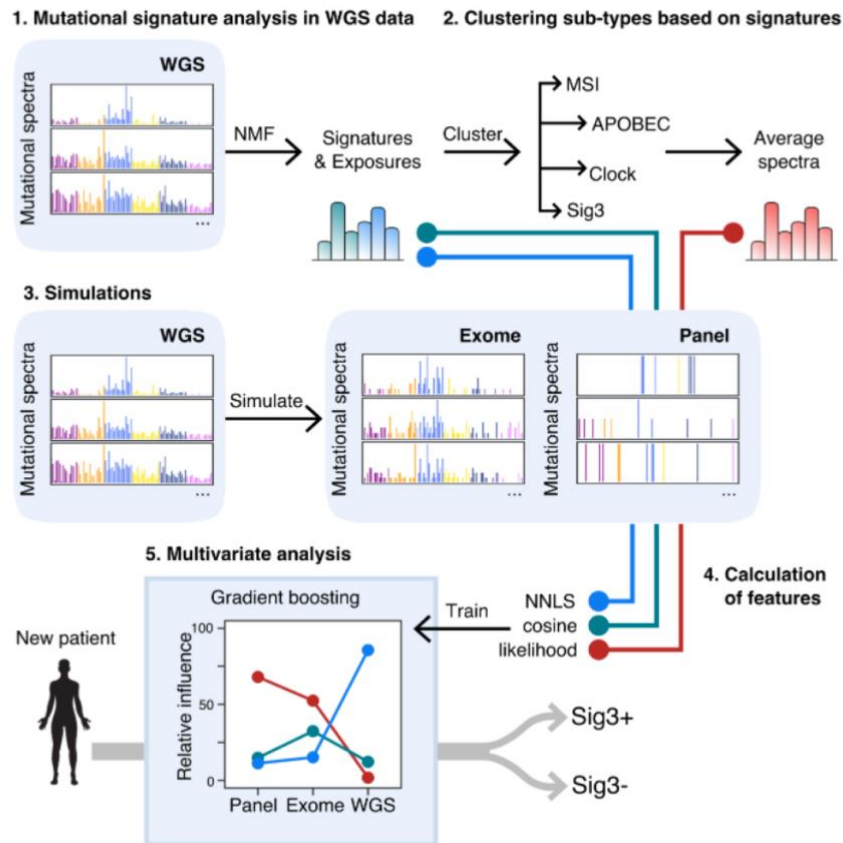 1. Mutational signature analysis in WGS data
2. Clustering sub-types based on signatures
WGS
Mutational spectra
...
NMF
Signatures
& Exposures
Cluster
MSI
APOBEC
Clock
Sig3
Average
spectra
3. Simulations
WGS
Mutational spectra
...
Simulate
Exome
Mutational spectra
...
Panel
Mutational spectra
...
4. Calculation
of features
NNLS
cosine
likelihood
Train
5. Multivariate analysis
Gradient boosting
Relative influence
100
50
0
Panel Exome WGS
New patient
Sig3+
Sig3-